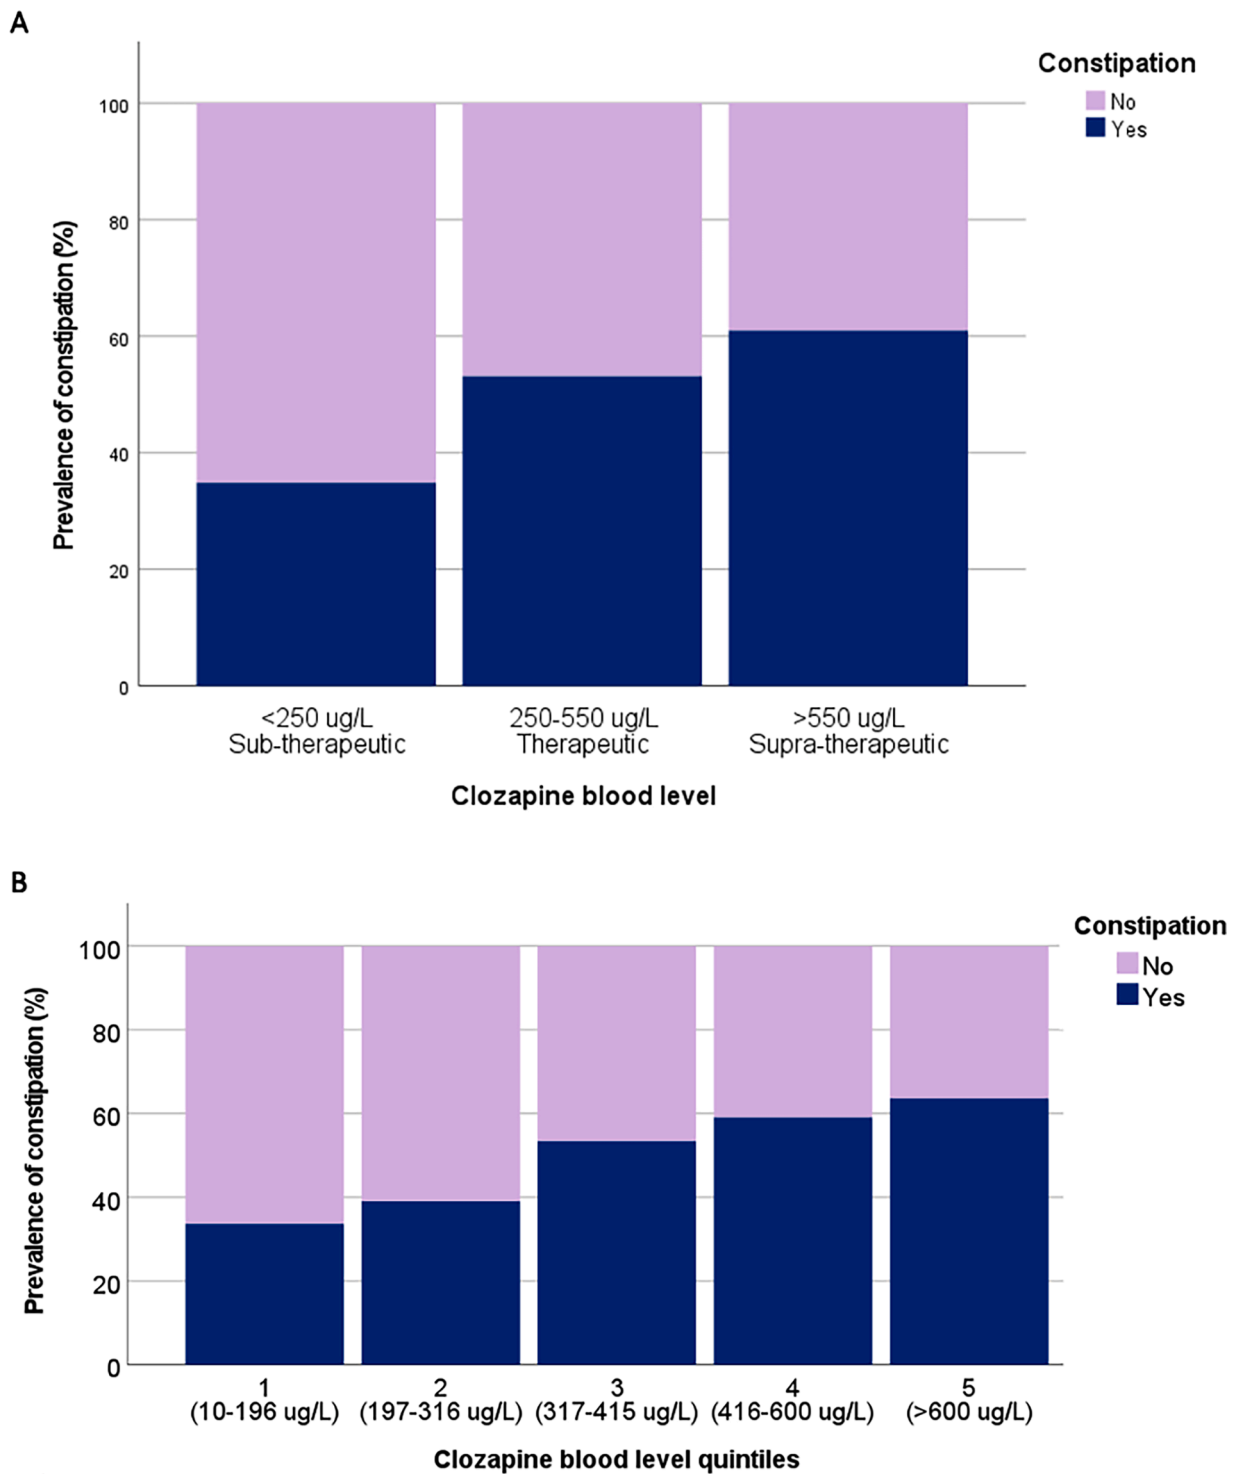 A
Constipation
No
Yes
Prevalence of constipation (%)
100
80
60
40
20
0
<250 ug/L 250-550 ug/L >550 ug/L
Sub-therapeutic Therapeutic Supra-therapeutic
Clozapine blood level
B
Constipation
No
Yes
Prevalence of constipation (%)
100
80
60
40
20
0
1 2 3 4 5
(10-196 ug/L) (197-316 ug/L) (317-415 ug/L) (416-600 ug/L) (>600 ug/L)
Clozapine blood level quintiles